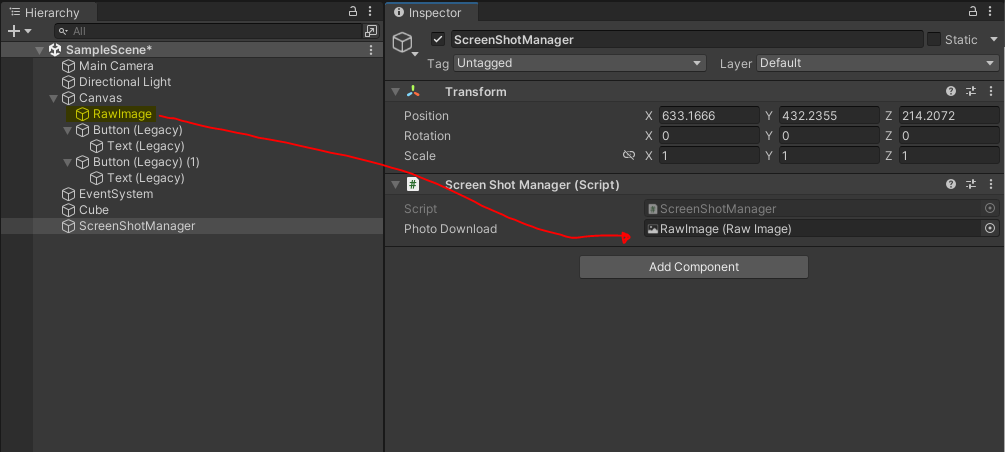 Hierarchy
All
SampleScene*
Main Camera
Directional Light
Canvas
RawImage
Button (Legacy)
Text (Legacy)
Button (Legacy) (1)
Text (Legacy)
EventSystem
Cube
ScreenShotManager
Inspector
ScreenShotManager Static
Tag Untagged Layer Default
Transform
Position X 633.1666 Y 432.2355 Z 214.2072
Rotation X 0 Y 0 Z 0
Scale X 1 Y 1 Z 1
# Screen Shot Manager (Script)
Script ScreenShotManager
Photo Download RawImage (Raw Image)
Add Component